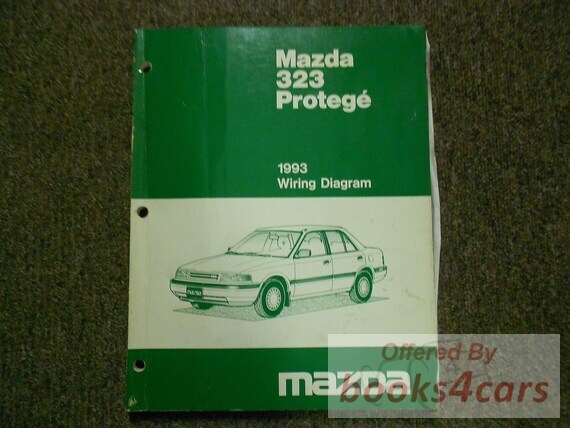 Mazda
323
Protegé
1993
Wiring Diagram
mazda
Offered By
books4cars